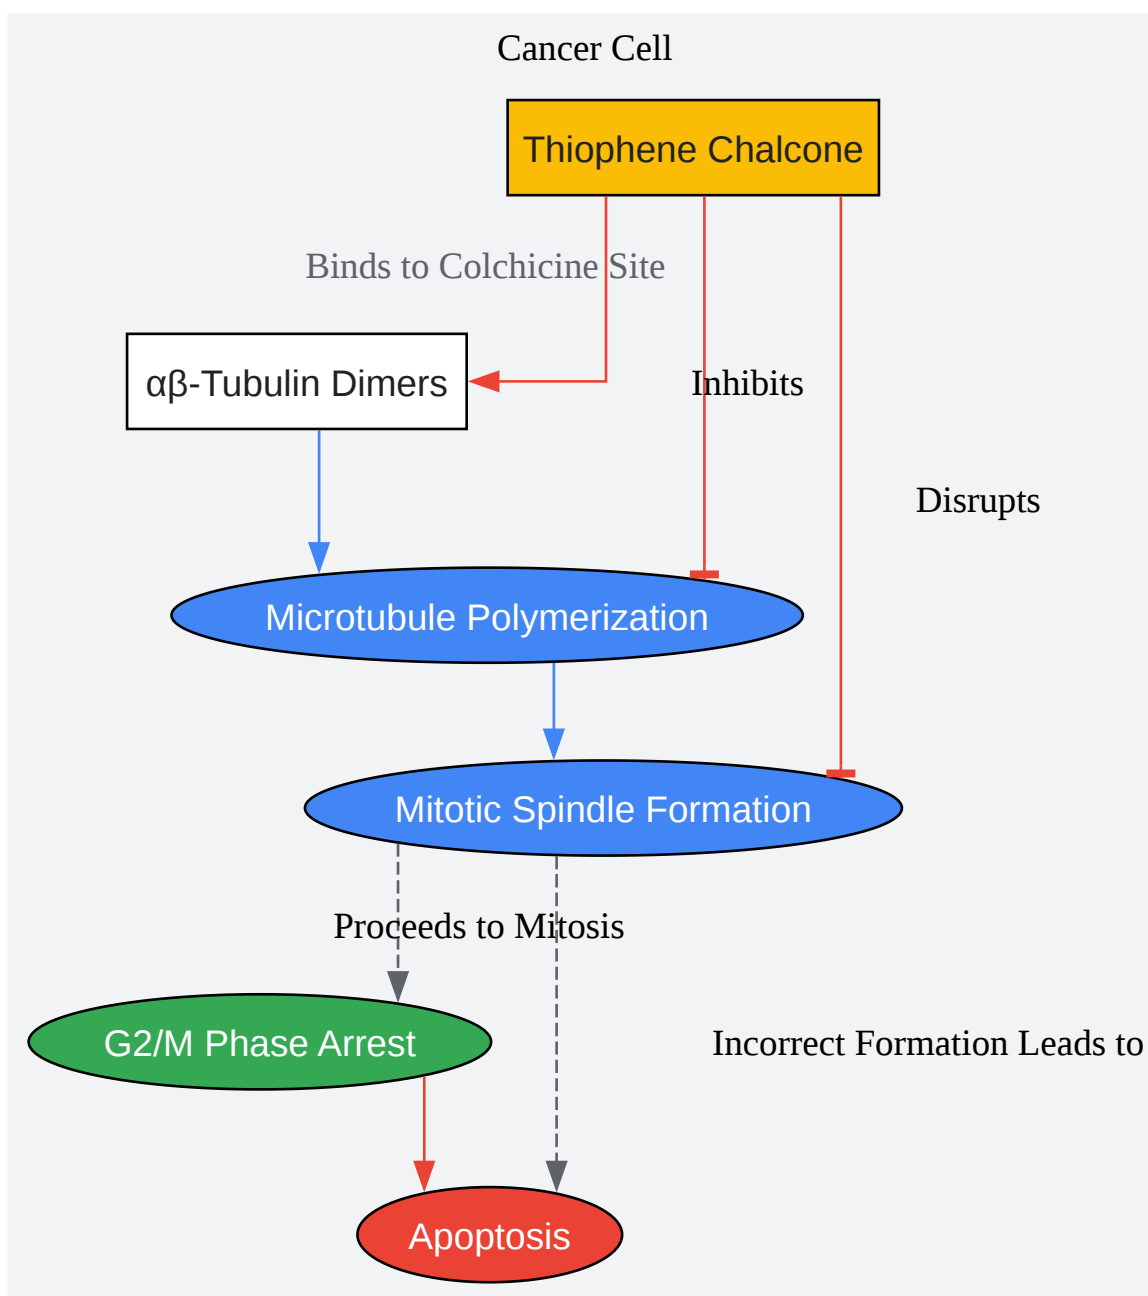 Cancer Cell
Thiophene Chalcone
Binds to Colchicine Site
αβ-Tubulin Dimers
Inhibits
Disrupts
Microtubule Polymerization
Mitotic Spindle Formation
Proceeds to Mitosis
G2/M Phase Arrest
Incorrect Formation Leads to
Apoptosis